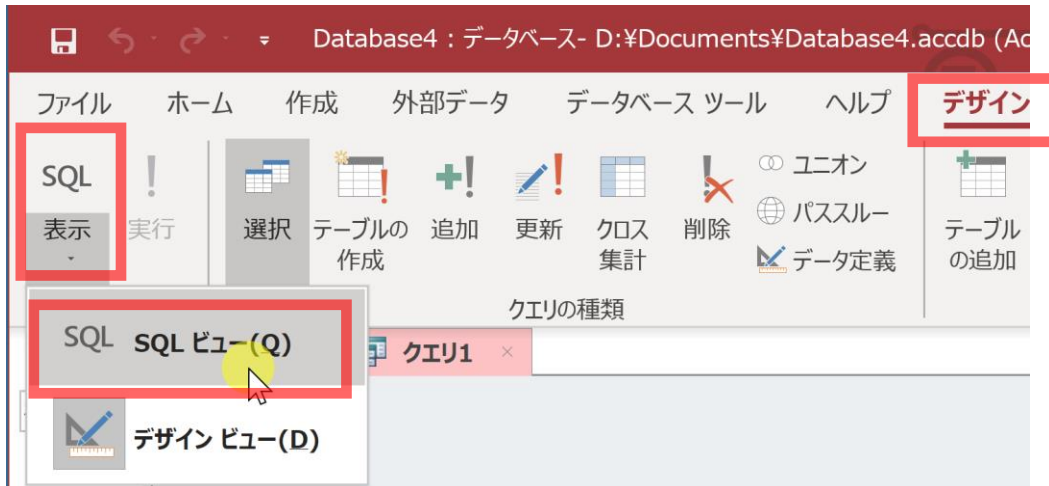 Database4 : データベース- D:¥Documents¥Database4.accdb (Ac
ファイル ホーム 作成 外部データ データベース ツール ヘルプ デザイン
SQL
表示
実行
選択
テーブルの
作成
追加
更新
クロス
集計
削除
ユニオン
パススルー
データ定義
テーブル
の追加
クエリの種類
SQL SQL ビュー(Q)
クエリ1 ×
デザイン ビュー(D)